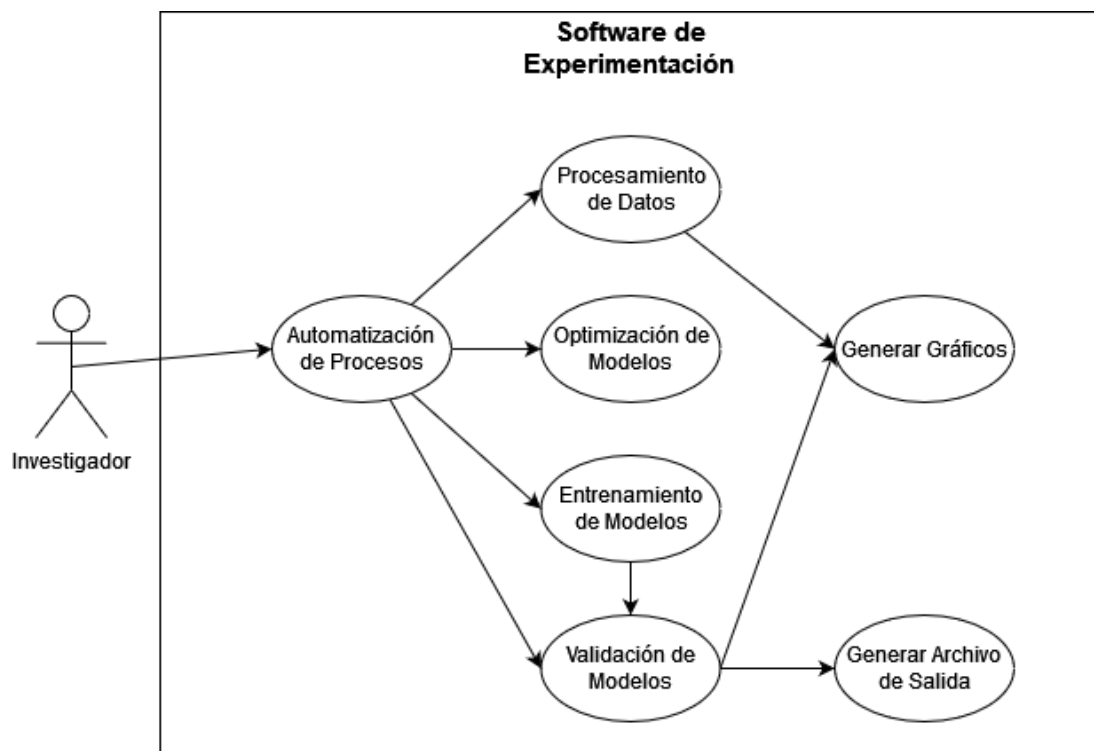 Software de
Experimentación
Procesamiento
de Datos
Automatización
de Procesos
Optimización de
Modelos
Generar Gráficos
Investigador
Entrenamiento
de Modelos
Validación de
Modelos
Generar Archivo
de Salida